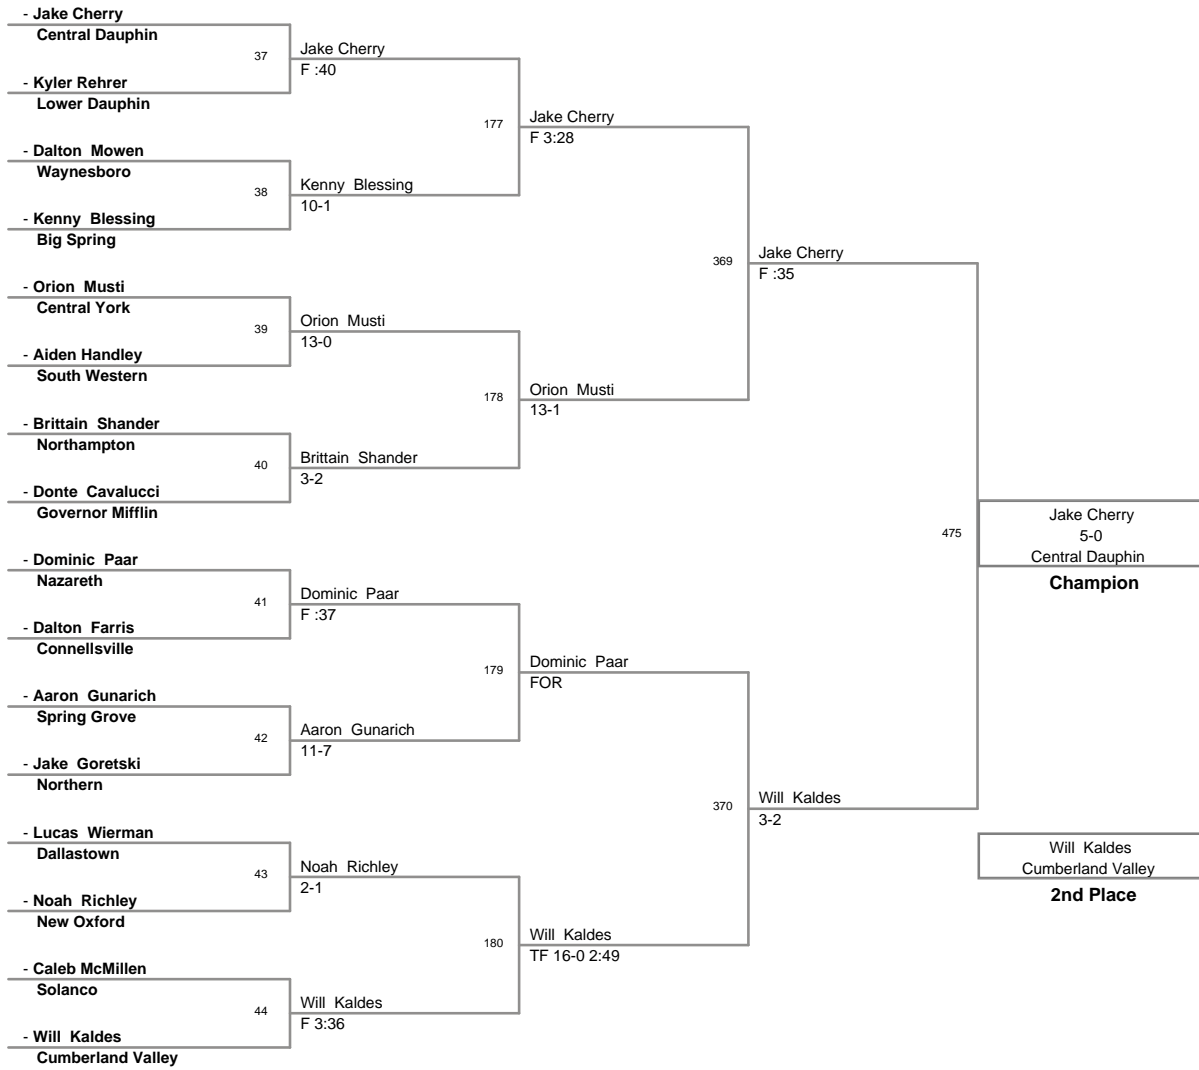 - Jake Cherry
Central Dauphin
37
Jake Cherry
F :40
- Kyler Rehrer
Lower Dauphin
177
Jake Cherry
F 3:28
- Dalton Mowen
Waynesboro
38
Kenny Blessing
10-1
- Kenny Blessing
Big Spring
369
Jake Cherry
F :35
- Orion Musti
Central York
39
Orion Musti
13-0
- Aiden Handley
South Western
178
Orion Musti
13-1
- Brittain Shander
Northampton
40
Brittain Shander
3-2
- Donte Cavalucci
Governor Mifflin
475
Jake Cherry
5-0
Central Dauphin
Champion
- Dominic Paar
Nazareth
41
Dominic Paar
F :37
- Dalton Farris
Connellsville
179
Dominic Paar
FOR
- Aaron Gunarich
Spring Grove
42
Aaron Gunarich
11-7
- Jake Goretski
Northern
370
Will Kaldes
3-2
- Lucas Wierman
Dallastown
43
Noah Richley
2-1
- Noah Richley
New Oxford
180
Will Kaldes
TF 16-0 2:49
- Caleb McMillen
Solanco
44
Will Kaldes
F 3:36
- Will Kaldes
Cumberland Valley
Will Kaldes
Cumberland Valley
2nd Place